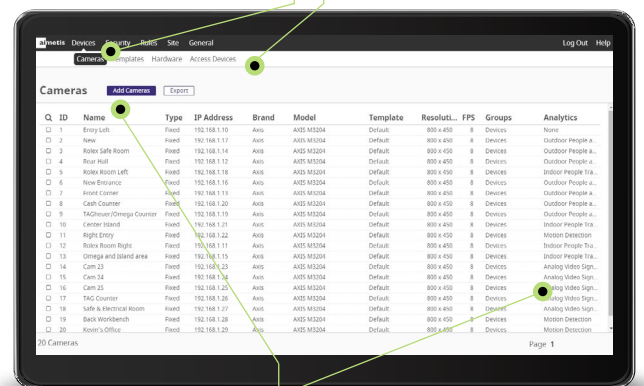 aimetis Devices Security Rules Site General Log Out Help
Cameras Templates Hardware Access Devices
Cameras Add Cameras Export
ID Name Type IP Address Brand Model Template Resoluti... FPS Groups Analytics
1 Entry Left Fixed 192.168.1.10 Axis AXIS M3204 Default 800 x 450 8 Devices None
2 New Fixed 192.168.1.17 Axis AXIS M3204 Default 800 x 450 8 Devices Outdoor People a...
3 Rolex Safe Room Fixed 192.168.1.14 Axis AXIS M3204 Default 800 x 450 8 Devices Outdoor People a...
4 Rear Hall Fixed 192.168.1.12 Axis AXIS M3204 Default 800 x 450 8 Devices Outdoor People a...
5 Rolex Room Left Fixed 192.168.1.18 Axis AXIS M3204 Default 800 x 450 8 Devices Indoor People Tra...
6 New Entrance Fixed 192.168.1.16 Axis AXIS M3204 Default 800 x 450 8 Devices Outdoor People a...
7 Front Corner Fixed 192.168.1.13 Axis AXIS M3204 Default 800 x 450 8 Devices Outdoor People a...
8 Cash Counter Fixed 192.168.1.20 Axis AXIS M3204 Default 800 x 450 8 Devices Outdoor People a...
9 TAGheuer/Omega Counter Fixed 192.168.1.19 Axis AXIS M3204 Default 800 x 450 8 Devices Outdoor People a...
10 Center Island Fixed 192.168.1.21 Axis AXIS M3204 Default 800 x 450 8 Devices Indoor People Tra...
11 Right Entry Fixed 192.168.1.22 Axis AXIS M3204 Default 800 x 450 8 Devices Motion Detection
12 Rolex Room Right Fixed 192.168.1.11 Axis AXIS M3204 Default 800 x 450 8 Devices Indoor People Tra...
13 Omega and Island area Fixed 192.168.1.15 Axis AXIS M3204 Default 800 x 450 8 Devices Indoor People Tra...
14 Cam 23 Fixed 192.168.1.23 Axis AXIS M3204 Default 800 x 450 8 Devices Analog Video Sign...
15 Cam 24 Fixed 192.168.1.24 Axis AXIS M3204 Default 800 x 450 8 Devices Analog Video Sign...
16 Cam 25 Fixed 192.168.1.25 Axis AXIS M3204 Default 800 x 450 8 Devices Analog Video Sign...
17 TAG Counter Fixed 192.168.1.26 Axis AXIS M3204 Default 800 x 450 8 Devices Analog Video Sign...
18 Safe & Electrical Room Fixed 192.168.1.27 Axis AXIS M3204 Default 800 x 450 8 Devices Analog Video Sign...
19 Back Workbench Fixed 192.168.1.28 Axis AXIS M3204 Default 800 x 450 8 Devices Motion Detection
20 Kevin's Office Fixed 192.168.1.29 Axis AXIS M3204 Default 800 x 450 8 Devices Motion Detection
20 Cameras Page 1